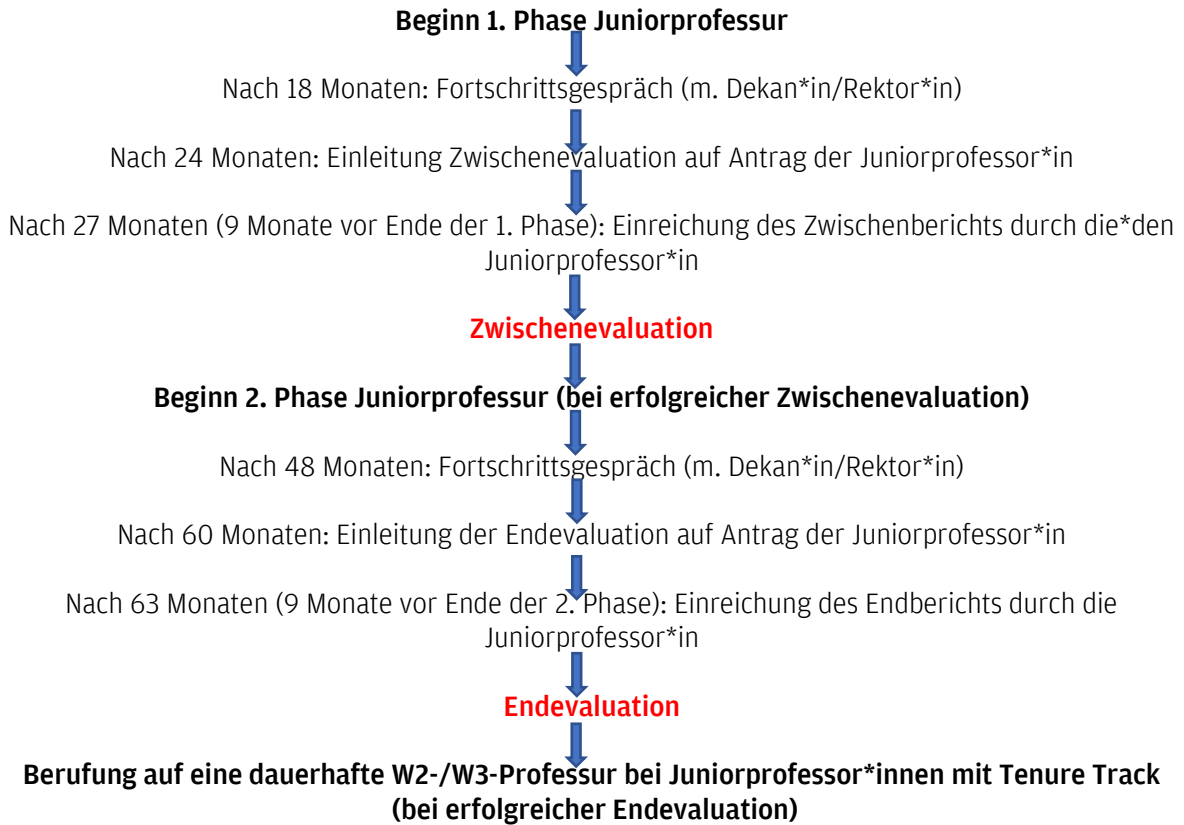 Beginn 1. Phase Juniorprofessur
Nach 18 Monaten: Fortschrittsgespräch (m. Dekan*in/Rektor*in)
Nach 24 Monaten: Einleitung Zwischenevaluation auf Antrag der Juniorprofessor*in
Nach 27 Monaten (9 Monate vor Ende der 1. Phase): Einreichung des Zwischenberichts durch die*den
Juniorprofessor*in
Zwischenevaluation
Beginn 2. Phase Juniorprofessur (bei erfolgreicher Zwischenevaluation)
Nach 48 Monaten: Fortschrittsgespräch (m. Dekan*in/Rektor*in)
Nach 60 Monaten: Einleitung der Endevaluation auf Antrag der Juniorprofessor*in
Nach 63 Monaten (9 Monate vor Ende der 2. Phase): Einreichung des Endberichts durch die
Juniorprofessor*in
Endevaluation
Berufung auf eine dauerhafte W2-/W3-Professur bei Juniorprofessor*innen mit Tenure Track
(bei erfolgreicher Endevaluation)